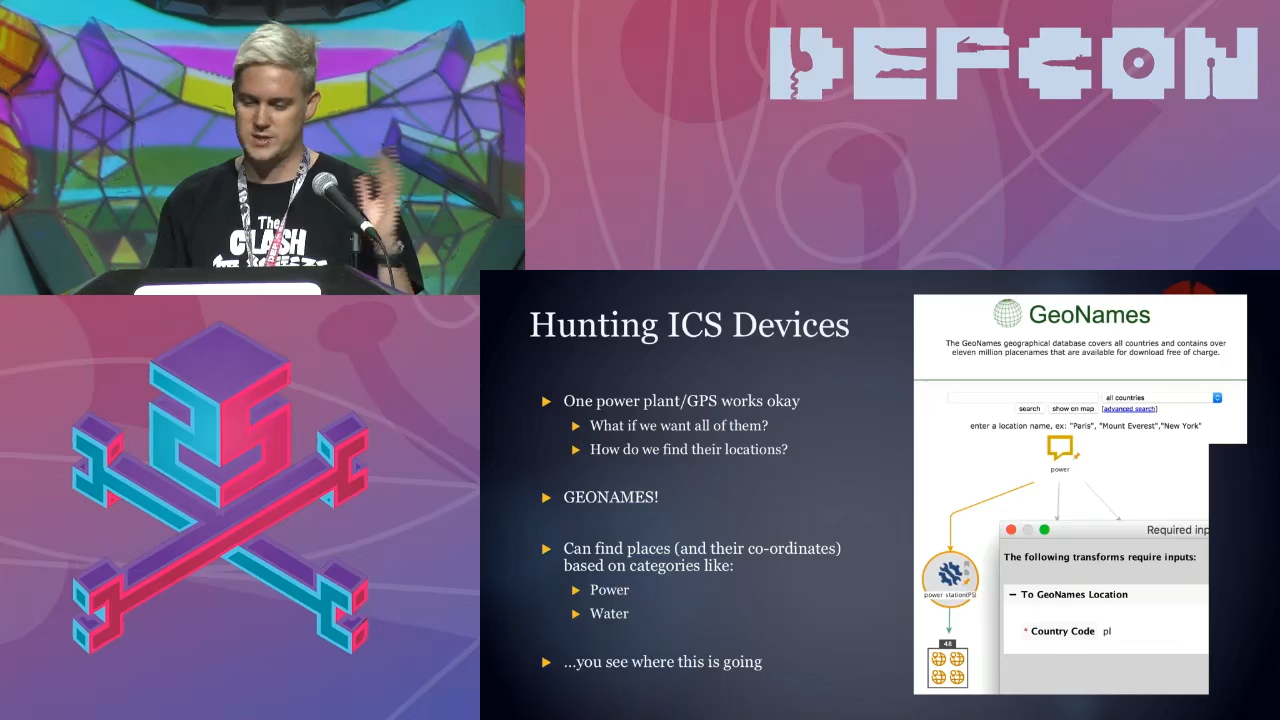 The
CLASH
DEFCON
Hunting ICS Devices
One power plant/GPS works okay
What if we want all of them?
How do we find their locations?
GEONAMES!
Can find places (and their co-ordinates)
based on categories like:
Power
Water
...you see where this is going
GeoNames
The GeoNames geographical database covers all countries and contains over
eleven million placenames that are available for download free of charge.
all countries
search show on map [advanced search]
enter a location name, ex: "Paris", "Mount Everest","New York"
power
Required inp
The following transforms require inputs:
power station(PS)
To GeoNames Location
* Country Code pl
48